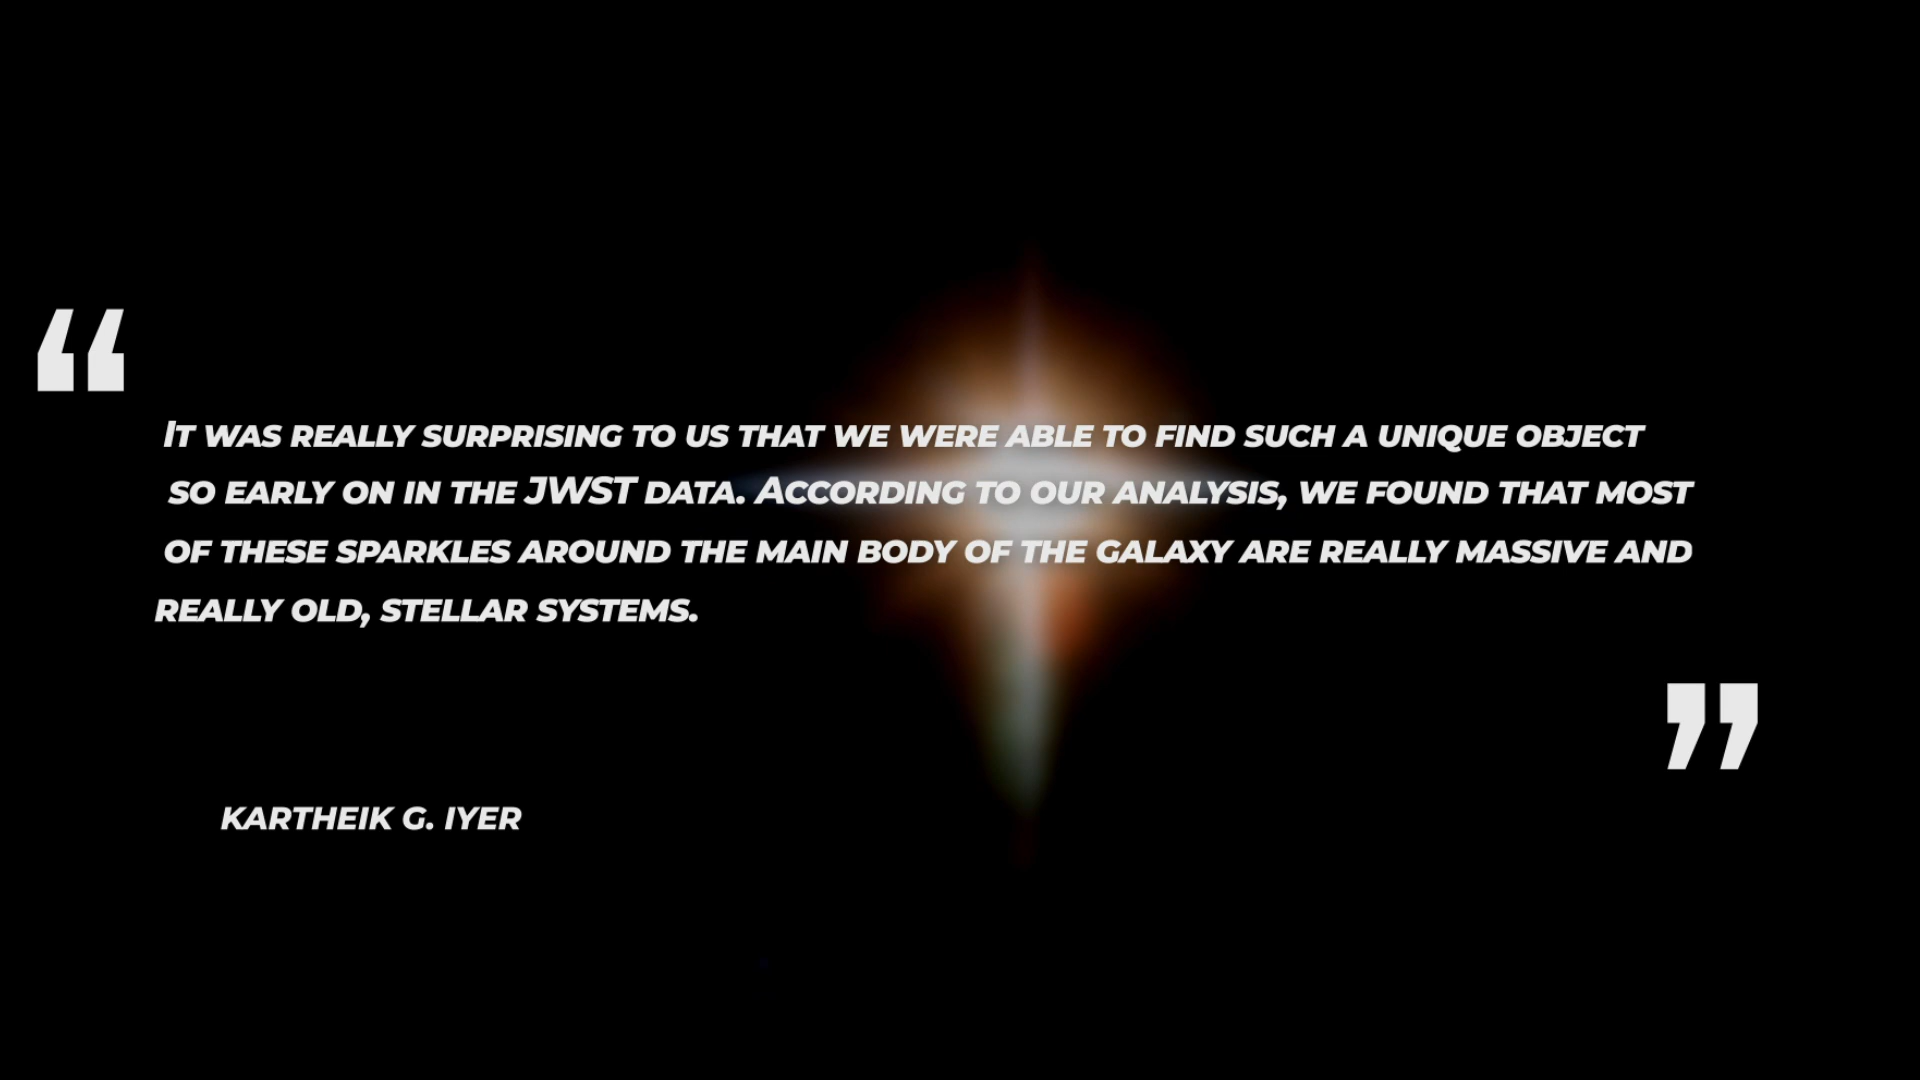 “
It was really surprising to us that we were able to find such a unique object
so early on in the JWST data. According to our analysis, we found that most
of these sparkles around the main body of the galaxy are really massive and
really old, stellar systems.
”
KARTHEIK G. IYER